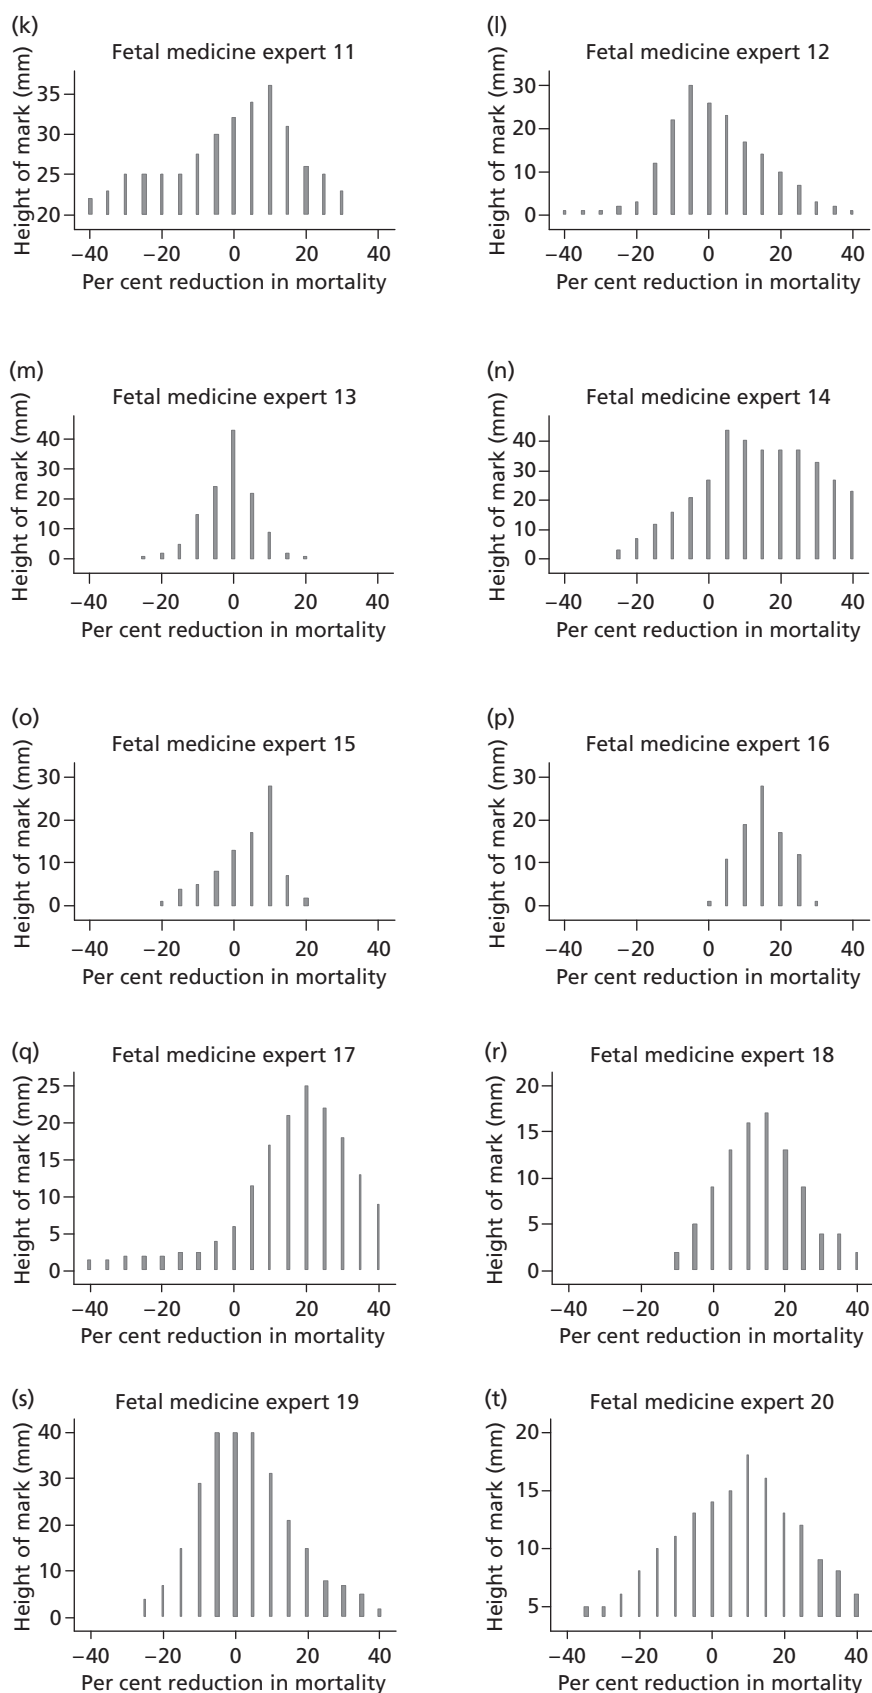 (k)
Fetal medicine expert 11
Height of mark (mm)
35
30
25
20
−40 −20 0 20 40
Per cent reduction in mortality
(l)
Fetal medicine expert 12
Height of mark (mm)
30
20
10
0
−40 −20 0 20 40
Per cent reduction in mortality
(m)
Fetal medicine expert 13
Height of mark (mm)
40
30
20
10
0
−40 −20 0 20 40
Per cent reduction in mortality
(n)
Fetal medicine expert 14
Height of mark (mm)
40
30
20
10
0
−40 −20 0 20 40
Per cent reduction in mortality
(o)
Fetal medicine expert 15
Height of mark (mm)
30
20
10
0
−40 −20 0 20 40
Per cent reduction in mortality
(p)
Fetal medicine expert 16
Height of mark (mm)
30
20
10
0
−40 −20 0 20 40
Per cent reduction in mortality
(q)
Fetal medicine expert 17
Height of mark (mm)
25
20
15
10
5
0
−40 −20 0 20 40
Per cent reduction in mortality
(r)
Fetal medicine expert 18
Height of mark (mm)
20
15
10
5
0
−40 −20 0 20 40
Per cent reduction in mortality
(s)
Fetal medicine expert 19
Height of mark (mm)
40
30
20
10
0
−40 −20 0 20 40
Per cent reduction in mortality
(t)
Fetal medicine expert 20
Height of mark (mm)
20
15
10
5
−40 −20 0 20 40
Per cent reduction in mortality